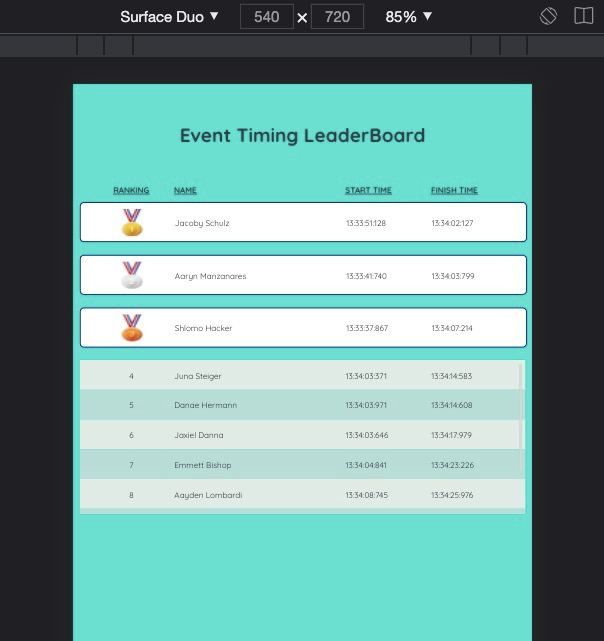 Surface Duo ▼ 540 × 720 85% ▼
Event Timing LeaderBoard
RANKING NAME START TIME FINISH TIME
Jacoby Schulz 13:33:51:128 13:34:02:127
Aaryn Manzanares 13:33:41:740 13:34:03:799
Shlomo Hacker 13:33:37:867 13:34:07:214
4 Juna Steiger 13:34:03:371 13:34:14:583
5 Danae Hermann 13:34:03:971 13:34:14:608
6 Jaxiel Danna 13:34:03:646 13:34:17:979
7 Emmett Bishop 13:34:04:841 13:34:23:226
8 Aayden Lombardi 13:34:08:745 13:34:25:976